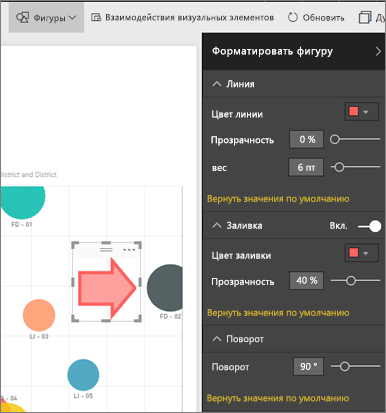 Фигуры
Взаимодействия визуальных элементов
Обновить
Форматировать фигуру
Линия
Цвет линии
Прозрачность 0 %
вес 6 пт
Вернуть значения по умолчанию
Заливка Вкл.
Цвет заливки
Прозрачность 40 %
Вернуть значения по умолчанию
Поворот
Поворот 90 °
Вернуть значения по умолчанию
District and District
FD - 01
FD - 02
LI - 03
LI - 05
- 04